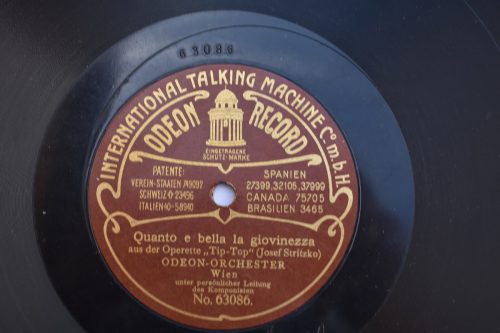 63086
INTERNATIONAL TALKING MACHINE Co. m. b. H.
ODEON RECORD
EINGETRAGENE
SCHUTZ-MARKE
PATENTE:
VEREIN-STAATEN 749092
SCHWEIZ-O-23456
ITALIEN-40-58940
SPANIEN
27399, 32105, 37999
CANADA 75705
BRASILIEN 3465
Quanto e bella la giovinezza
aus der Operette „Tip-Top“ (Josef Stritzko)
ODEON-ORCHESTER
Wien
unter persönlicher Leitung
des Komponisten
No. 63086.